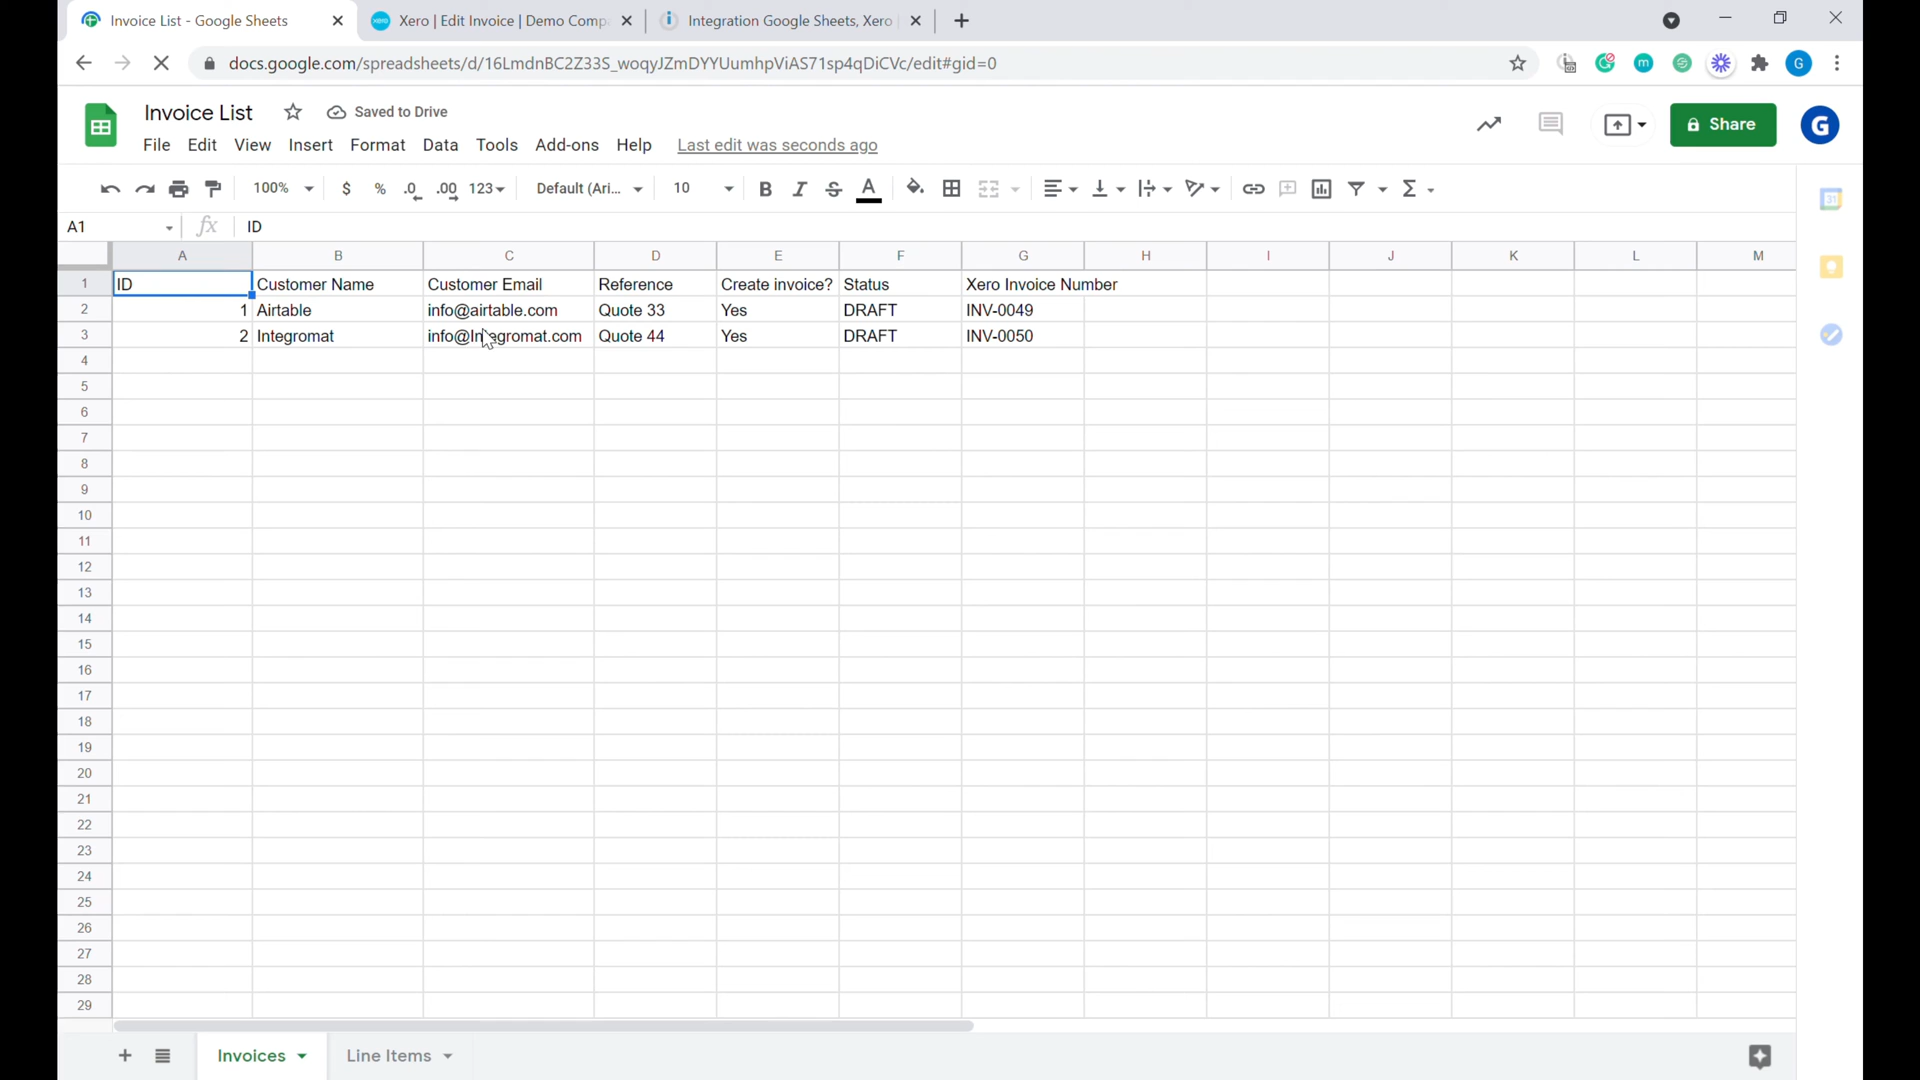 Invoice List - Google Sheets
Xero | Edit Invoice | Demo Comp
Integration Google Sheets, Xero
docs.google.com/spreadsheets/d/16LmdnBC2Z33S_woqyJZmDYYUumhpViAS71sp4qDiCVc/edit#gid=0
Invoice List
Saved to Drive
File Edit View Insert Format Data Tools Add-ons Help Last edit was seconds ago
Share
G
100% $ % .0 .00 123 Default (Ari... 10 B I S A
A1 fx ID
A B C D E F G H I J K L M
1 ID Customer Name Customer Email Reference Create invoice? Status Xero Invoice Number
2 1 Airtable info@airtable.com Quote 33 Yes DRAFT INV-0049
3 2 Integromat info@Integromat.com Quote 44 Yes DRAFT INV-0050
4
5
6
7
8
9
10
11
12
13
14
15
16
17
18
19
20
21
22
23
24
25
26
27
28
29
Invoices Line Items